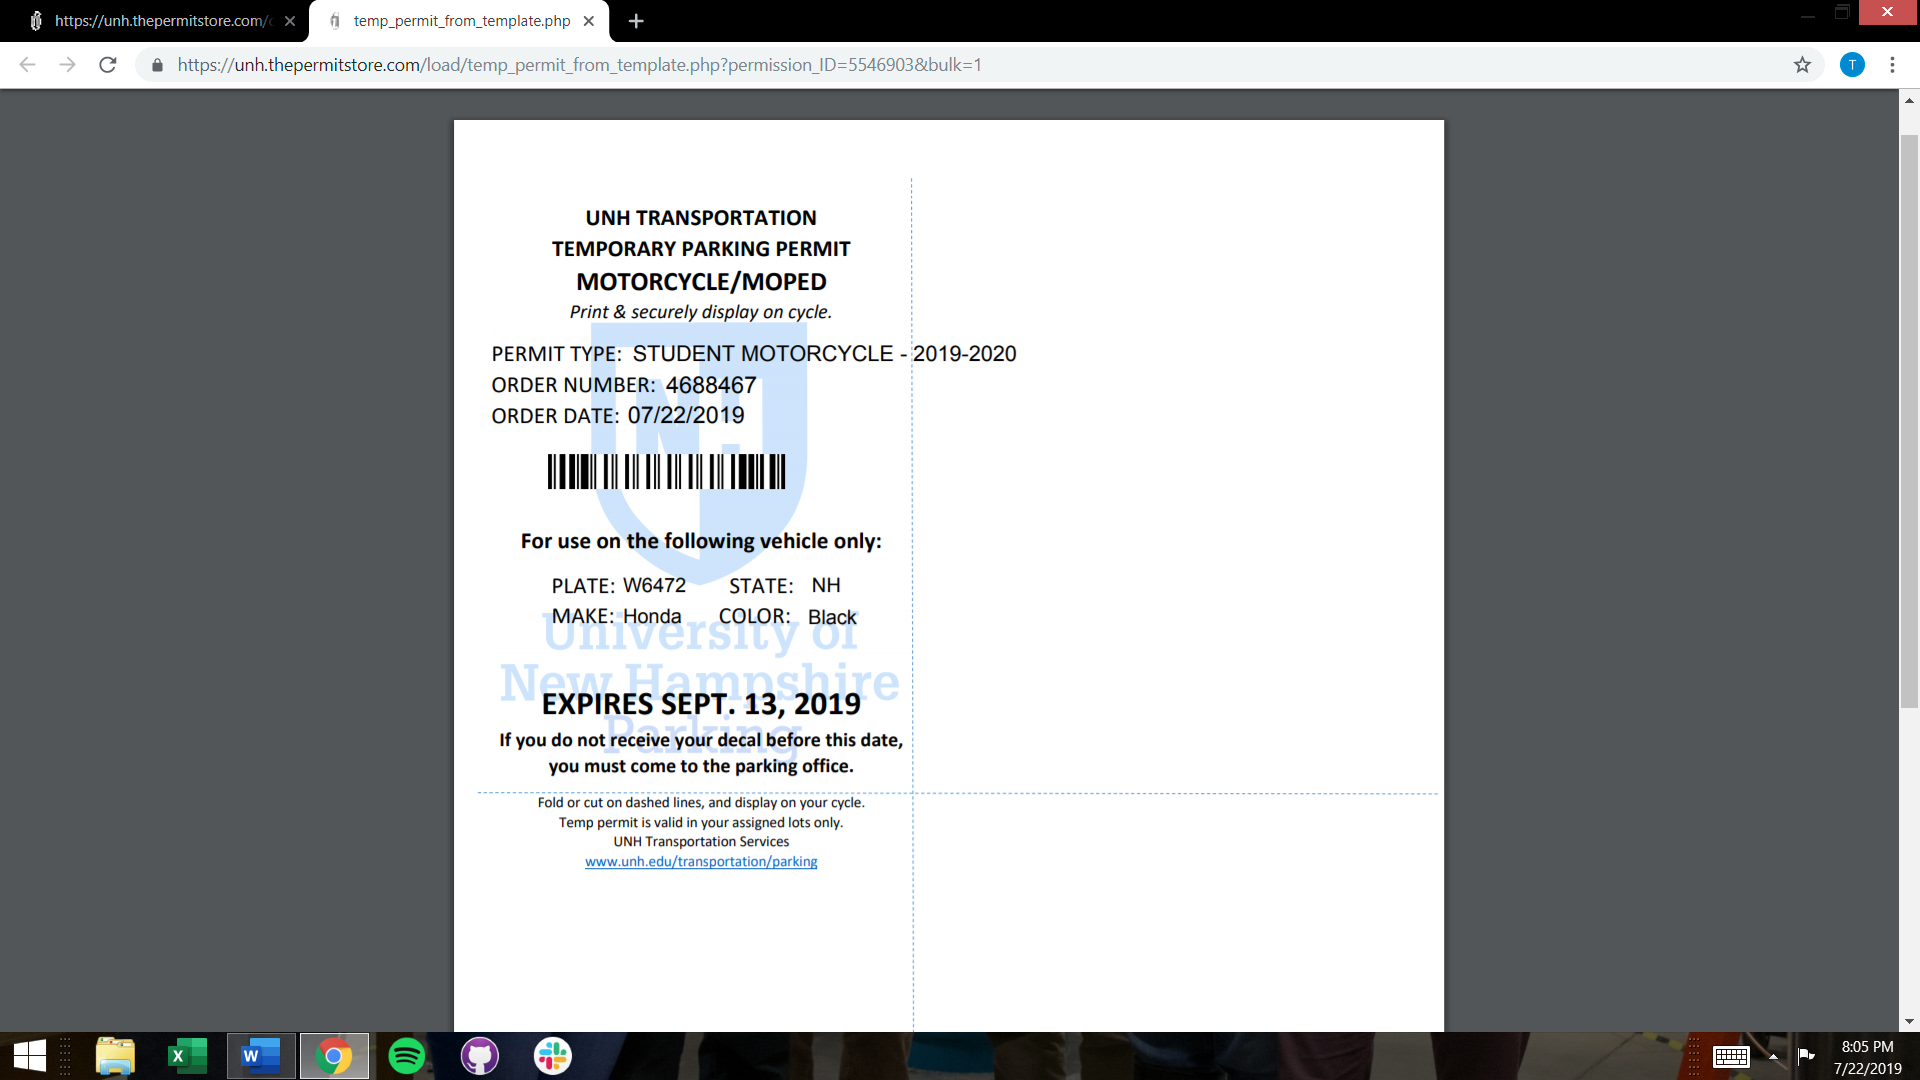 https://unh.thepermitstore.com/
temp_permit_from_template.php
https://unh.thepermitstore.com/load/temp_permit_from_template.php?permission_ID=5546903&bulk=1
T
UNH TRANSPORTATION
TEMPORARY PARKING PERMIT
MOTORCYCLE/MOPED
Print & securely display on cycle.
PERMIT TYPE: STUDENT MOTORCYCLE - 2019-2020
ORDER NUMBER: 4688467
ORDER DATE: 07/22/2019
NH
For use on the following vehicle only:
PLATE: W6472 STATE: NH
MAKE: Honda COLOR: Black
University of
New Hampshire
EXPIRES SEPT. 13, 2019
Parking
If you do not receive your decal before this date,
you must come to the parking office.
Fold or cut on dashed lines, and display on your cycle.
Temp permit is valid in your assigned lots only.
UNH Transportation Services
www.unh.edu/transportation/parking
X
W
8:05 PM
7/22/2019